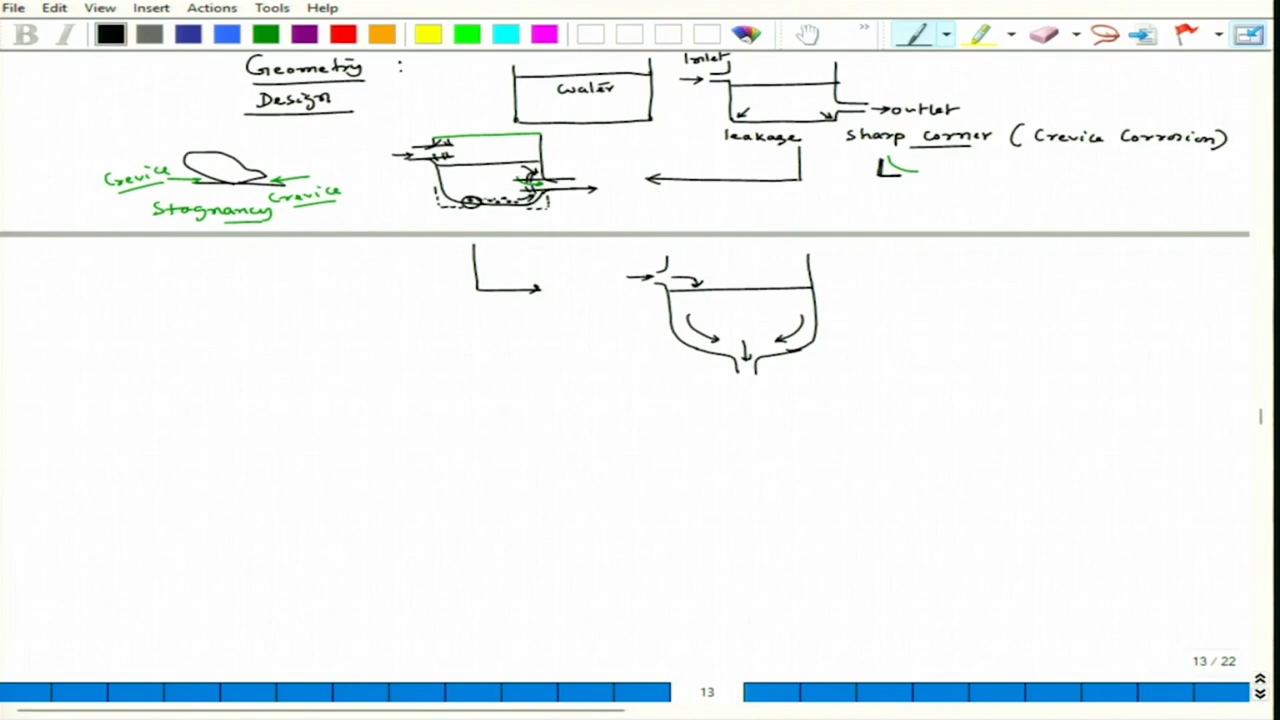 File Edit View Insert Actions Tools Help
B I
Geometry :
Design
water
Inlet
outlet
leakage sharp corner ( Crevice Corrosion)
Crevice
Crevice
Stagnancy
13 / 22
13